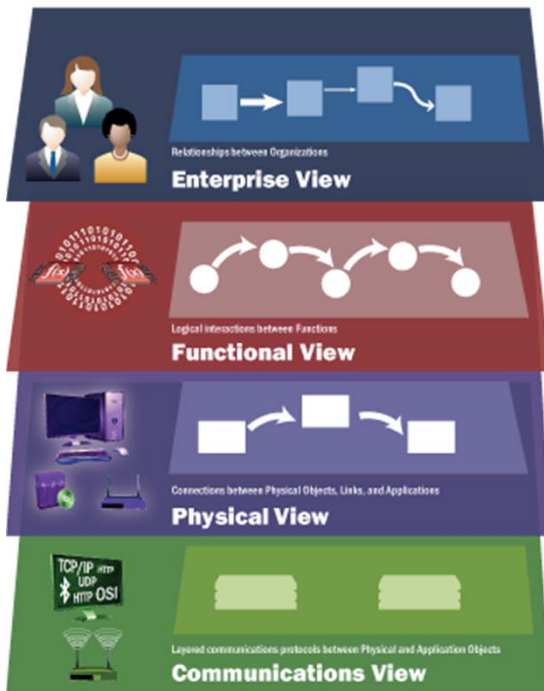 Relationships between Organizations
Enterprise View
f(x)
f(x)
Logical interactions between Functions
Functional View
Connections between Physical Objects, Links, and Applications
Physical View
TCP/IP HTTP
UDP
HTTP OSI
Layered communications protocols between Physical and Application Objects
Communications View